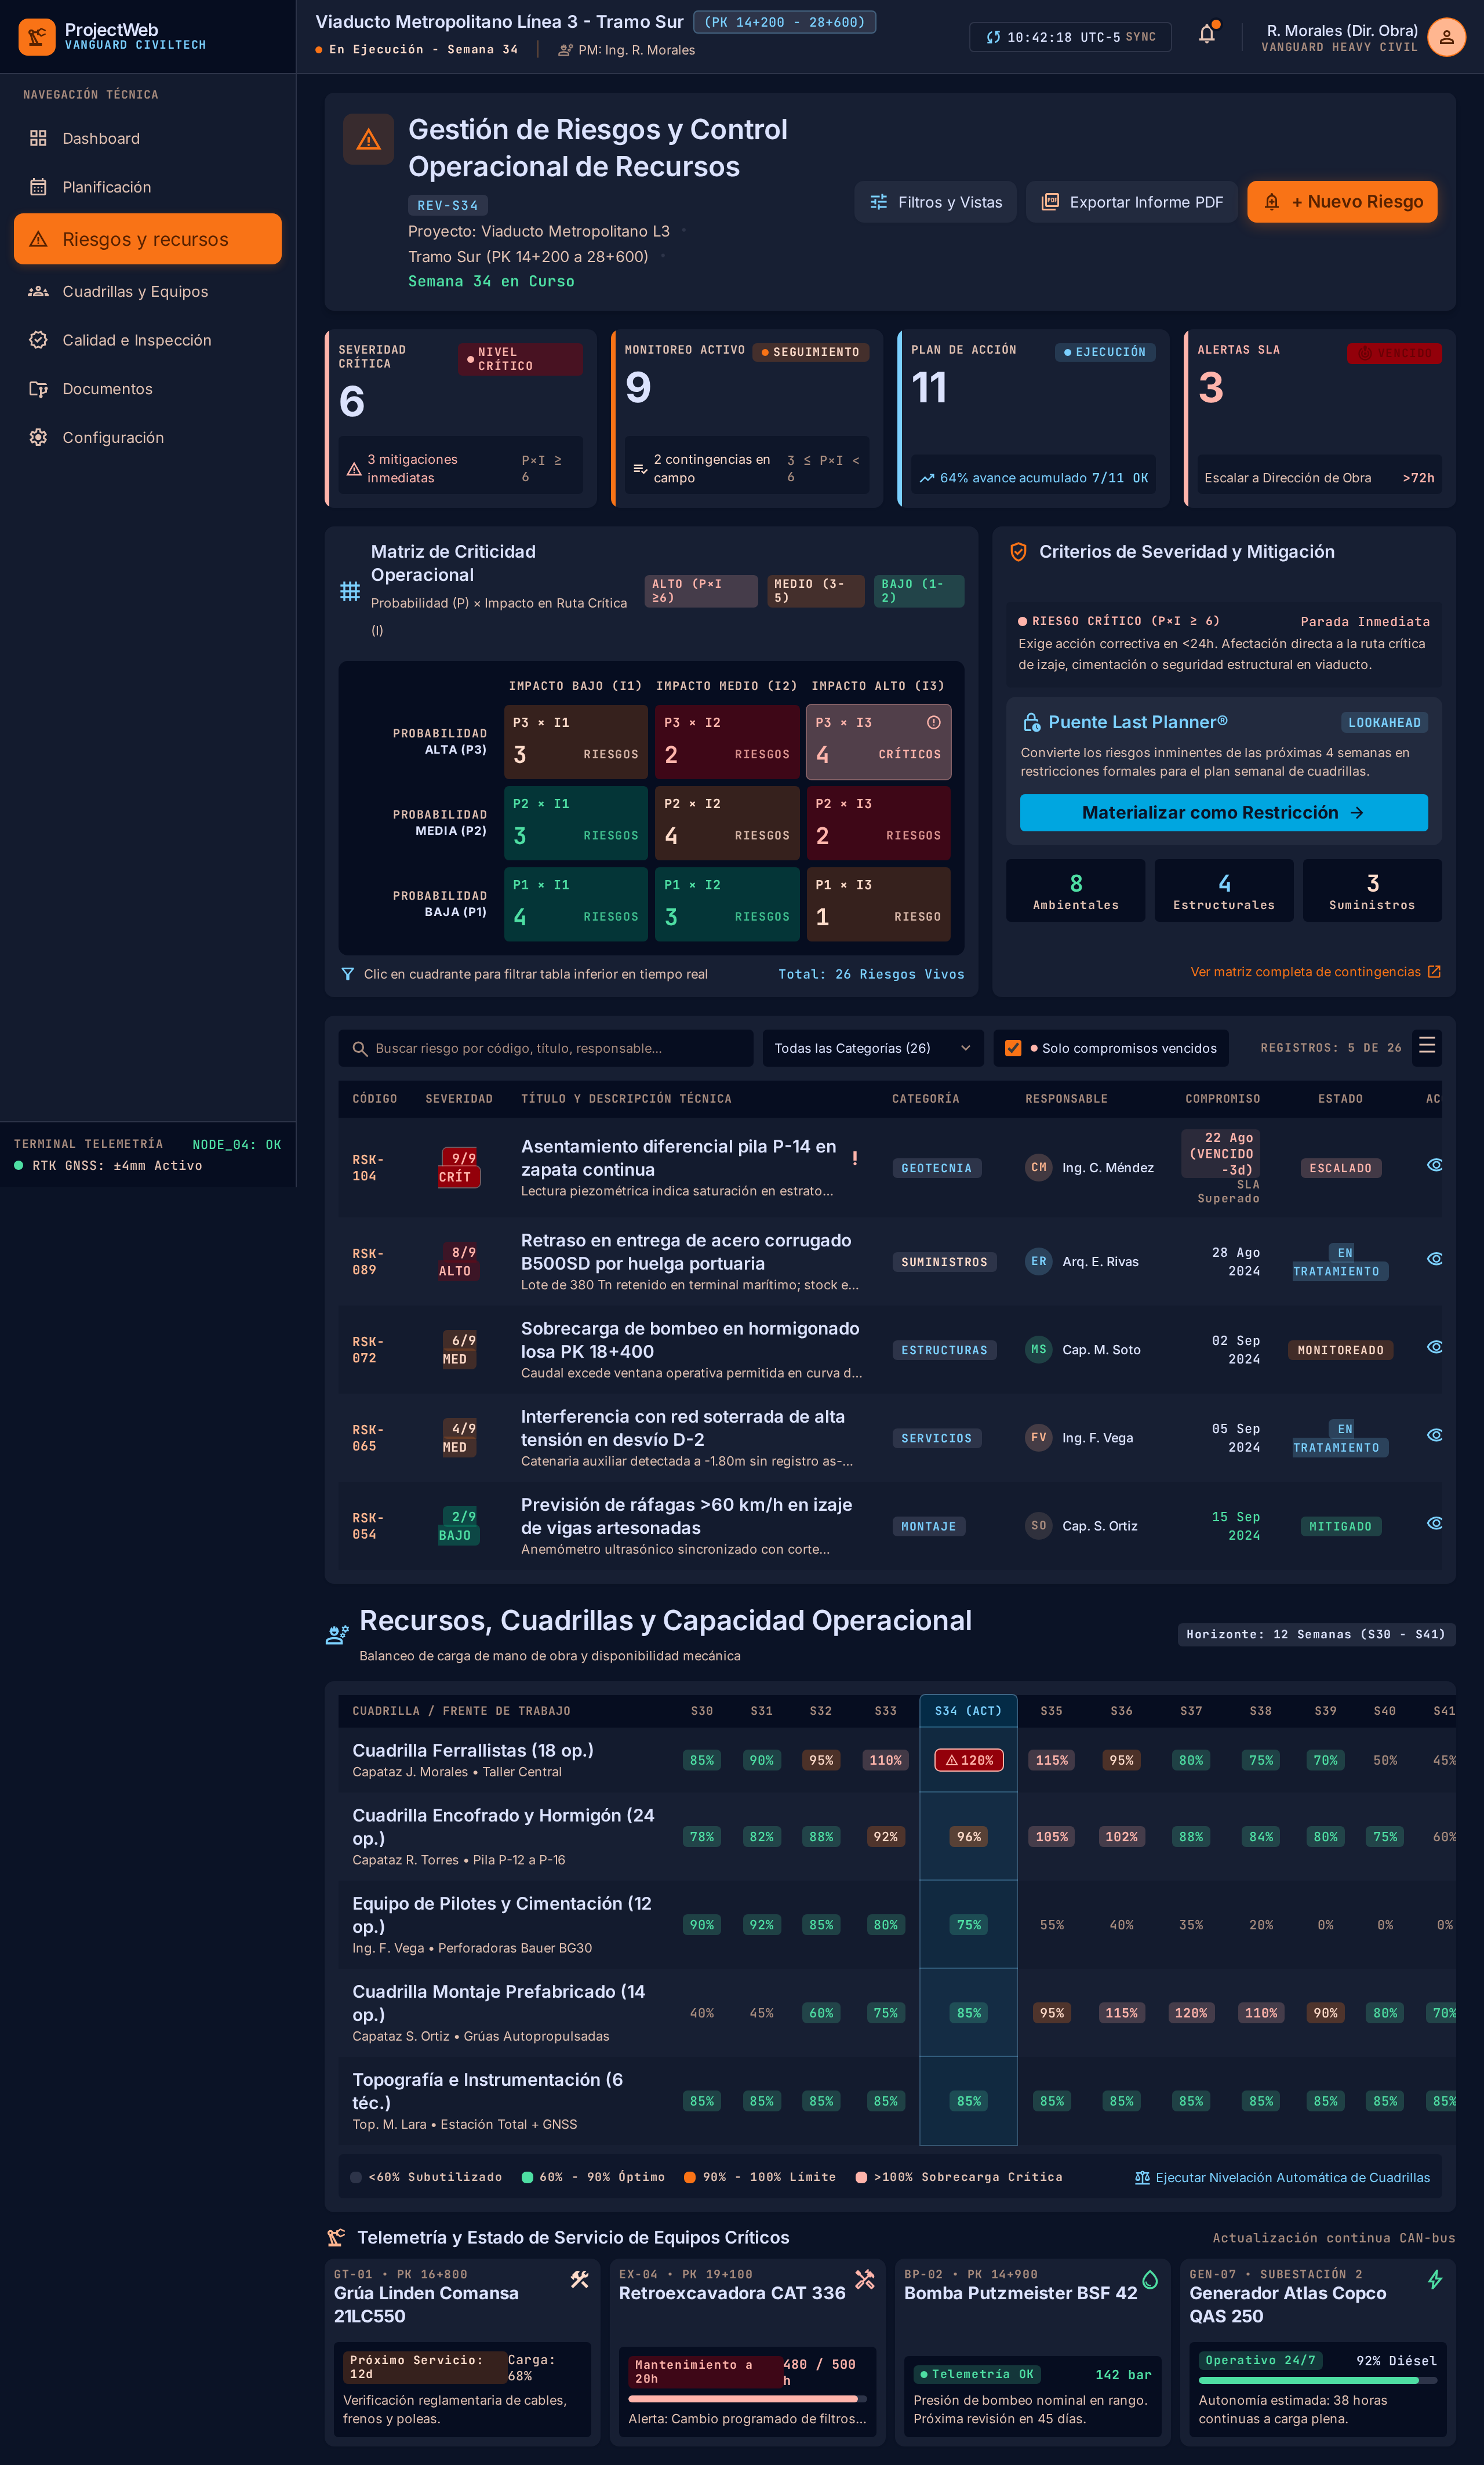 ProjectWeb
VANGUARD CIVILTECH
Viaducto Metropolitano Línea 3 - Tramo Sur (PK 14+200 - 28+600)
En Ejecución - Semana 34 PM: Ing. R. Morales
10:42:18 UTC-5 SYNC
R. Morales (Dir. Obra)
VANGUARD HEAVY CIVIL
NAVEGACIÓN TÉCNICA
Dashboard
Planificación
Riesgos y recursos
Cuadrillas y Equipos
Calidad e Inspección
Documentos
Configuración
TERMINAL TELEMETRÍA NODE_04: OK
RTK GNSS: ±4mm Activo
Gestión de Riesgos y Control
Operacional de Recursos
REV-S34
Proyecto: Viaducto Metropolitano L3 •
Tramo Sur (PK 14+200 a 28+600) •
Semana 34 en Curso
Filtros y Vistas
Exportar Informe PDF
+ Nuevo Riesgo
SEVERIDAD
CRÍTICA
NIVEL
CRÍTICO
6
3 mitigaciones
inmediatas
P×I ≥
6
MONITOREO ACTIVO
SEGUIMIENTO
9
2 contingencias en
campo
3 ≤ P×I <
6
PLAN DE ACCIÓN
EJECUCIÓN
11
64% avance acumulado 7/11 OK
ALERTAS SLA
VENCIDO
3
Escalar a Dirección de Obra >72h
Matriz de Criticidad
Operacional
Probabilidad (P) × Impacto en Ruta Crítica
(I)
ALTO (P×I
≥6)
MEDIO (3-
5)
BAJO (1-
2)
IMPACTO BAJO (I1) IMPACTO MEDIO (I2) IMPACTO ALTO (I3)
PROBABILIDAD
ALTA (P3)
P3 × I1
3 RIESGOS
P3 × I2
2 RIESGOS
P3 × I3
4 CRÍTICOS
PROBABILIDAD
MEDIA (P2)
P2 × I1
3 RIESGOS
P2 × I2
4 RIESGOS
P2 × I3
2 RIESGOS
PROBABILIDAD
BAJA (P1)
P1 × I1
4 RIESGOS
P1 × I2
3 RIESGOS
P1 × I3
1 RIESGO
Clic en cuadrante para filtrar tabla inferior en tiempo real
Total: 26 Riesgos Vivos
Criterios de Severidad y Mitigación
RIESGO CRÍTICO (P×I ≥ 6) Parada Inmediata
Exige acción correctiva en <24h. Afectación directa a la ruta crítica
de izaje, cimentación o seguridad estructural en viaducto.
Puente Last Planner® LOOKAHEAD
Convierte los riesgos inminentes de las próximas 4 semanas en
restricciones formales para el plan semanal de cuadrillas.
Materializar como Restricción →
8
Ambientales
4
Estructurales
3
Suministros
Ver matriz completa de contingencias
Buscar riesgo por código, título, responsable...
Todas las Categorías (26)
Solo compromisos vencidos
REGISTROS: 5 DE 26
CÓDIGO SEVERIDAD TÍTULO Y DESCRIPCIÓN TÉCNICA CATEGORÍA RESPONSABLE COMPROMISO ESTADO AC
RSK-
104
9/9
CRÍT
Asentamiento diferencial pila P-14 en
zapata continua
Lectura piezométrica indica saturación en estrato...
GEOTECNIA
CM Ing. C. Méndez
22 Ago
(VENCIDO
-3d)
SLA
Superado
ESCALADO
RSK-
089
8/9
ALTO
Retraso en entrega de acero corrugado
B500SD por huelga portuaria
Lote de 380 Tn retenido en terminal marítimo; stock e...
SUMINISTROS
ER Arq. E. Rivas
28 Ago
2024
EN
TRATAMIENTO
RSK-
072
6/9
MED
Sobrecarga de bombeo en hormigonado
losa PK 18+400
Caudal excede ventana operativa permitida en curva d...
ESTRUCTURAS
MS Cap. M. Soto
02 Sep
2024
MONITOREADO
RSK-
065
4/9
MED
Interferencia con red soterrada de alta
tensión en desvío D-2
Catenaria auxiliar detectada a -1.80m sin registro as-...
SERVICIOS
FV Ing. F. Vega
05 Sep
2024
EN
TRATAMIENTO
RSK-
054
2/9
BAJO
Previsión de ráfagas >60 km/h en izaje
de vigas artesonadas
Anemómetro ultrasónico sincronizado con corte...
MONTAJE
SO Cap. S. Ortiz
15 Sep
2024
MITIGADO
Recursos, Cuadrillas y Capacidad Operacional
Balanceo de carga de mano de obra y disponibilidad mecánica
Horizonte: 12 Semanas (S30 - S41)
CUADRILLA / FRENTE DE TRABAJO S30 S31 S32 S33 S34 (ACT) S35 S36 S37 S38 S39 S40 S41
Cuadrilla Ferrallistas (18 op.)
Capataz J. Morales • Taller Central
85% 90% 95% 110% 120% 115% 95% 80% 75% 70% 50% 45%
Cuadrilla Encofrado y Hormigón (24
op.)
Capataz R. Torres • Pila P-12 a P-16
78% 82% 88% 92% 96% 105% 102% 88% 84% 80% 75% 60%
Equipo de Pilotes y Cimentación (12
op.)
Ing. F. Vega • Perforadoras Bauer BG30
90% 92% 85% 80% 75% 55% 40% 35% 20% 0% 0% 0%
Cuadrilla Montaje Prefabricado (14
op.)
Capataz S. Ortiz • Grúas Autopropulsadas
40% 45% 60% 75% 85% 95% 115% 120% 110% 90% 80% 70%
Topografía e Instrumentación (6
téc.)
Top. M. Lara • Estación Total + GNSS
85% 85% 85% 85% 85% 85% 85% 85% 85% 85% 85% 85%
<60% Subutilizado 60% - 90% Óptimo 90% - 100% Límite >100% Sobrecarga Crítica
Ejecutar Nivelación Automática de Cuadrillas
Telemetría y Estado de Servicio de Equipos Críticos
Actualización continua CAN-bus
GT-01 • PK 16+800
Grúa Linden Comansa
21LC550
Próximo Servicio:
12d
Carga:
68%
Verificación reglamentaria de cables,
frenos y poleas.
EX-04 • PK 19+100
Retroexcavadora CAT 336
Mantenimiento a
20h
480 / 500
h
Alerta: Cambio programado de filtros...
BP-02 • PK 14+900
Bomba Putzmeister BSF 42
Telemetría OK 142 bar
Presión de bombeo nominal en rango.
Próxima revisión en 45 días.
GEN-07 • SUBESTACIÓN 2
Generador Atlas Copco
QAS 250
Operativo 24/7 92% Diésel
Autonomía estimada: 38 horas
continuas a carga plena.